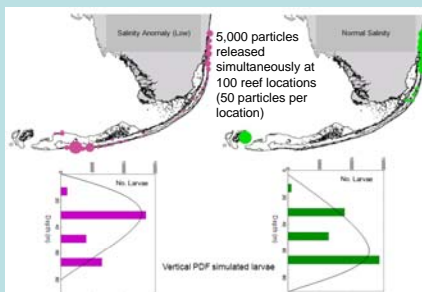 Salinity Anomaly (Low)
5,000 particles
released
simultaneously at
100 reef locations
(50 particles per
location)
Normal Salinity
No. Larvae
Depth (m)
No. Larvae
Depth (m)
Vertical PDF simulated larvae